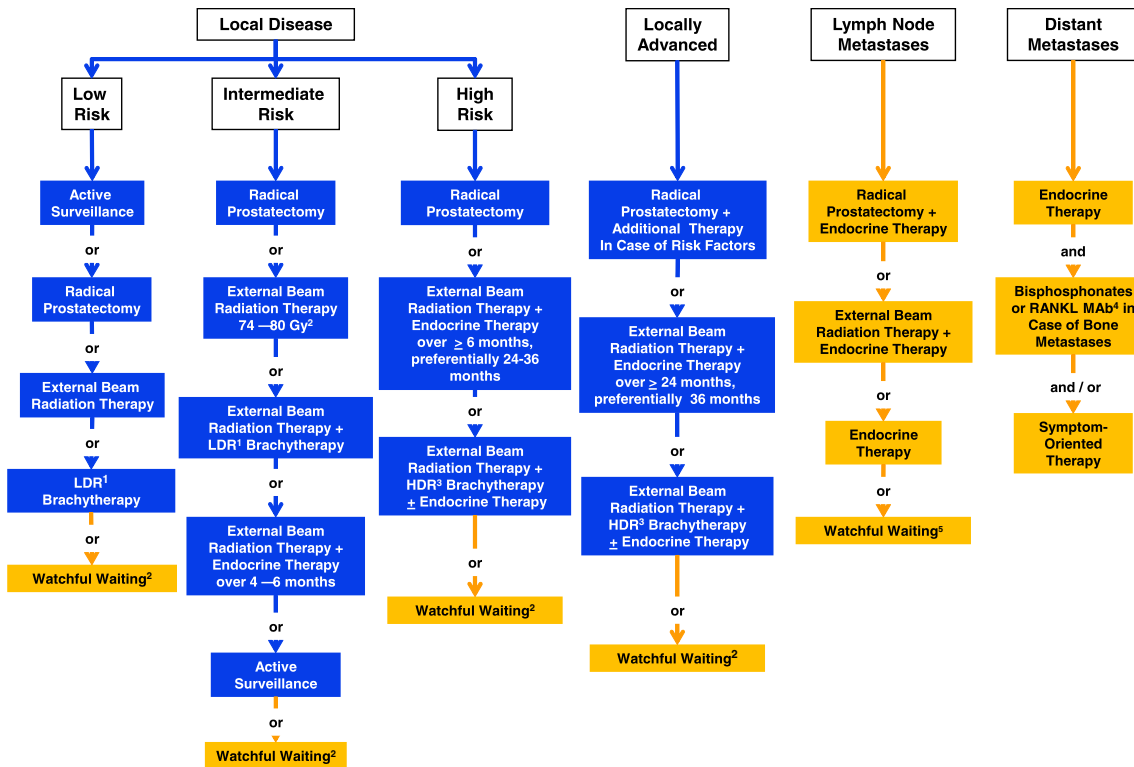 Local Disease
Low
Risk
Active
Surveillance
or
Radical
Prostatectomy
or
External Beam
Radiation Therapy
or
LDR¹
Brachytherapy
or
Watchful Waiting²
Intermediate
Risk
Radical
Prostatectomy
or
External Beam
Radiation Therapy
74 —80 Gy²
or
External Beam
Radiation Therapy +
LDR¹ Brachytherapy
or
External Beam
Radiation Therapy +
Endocrine Therapy
over 4 —6 months
or
Active
Surveillance
or
Watchful Waiting²
High
Risk
Radical
Prostatectomy
or
External Beam
Radiation Therapy +
Endocrine Therapy
over ≥ 6 months,
preferentially 24-36
months
or
External Beam
Radiation Therapy +
HDR³ Brachytherapy
± Endocrine Therapy
or
Watchful Waiting²
Locally
Advanced
Radical
Prostatectomy +
Additional Therapy
In Case of Risk Factors
or
External Beam
Radiation Therapy +
Endocrine Therapy
over ≥ 24 months,
preferentially 36 months
or
External Beam
Radiation Therapy +
HDR³ Brachytherapy
± Endocrine Therapy
or
Watchful Waiting²
Lymph Node
Metastases
Radical
Prostatectomy +
Endocrine Therapy
or
External Beam
Radiation Therapy +
Endocrine Therapy
or
Endocrine
Therapy
or
Watchful Waiting⁵
Distant
Metastases
Endocrine
Therapy
and
Bisphosphonates
or RANKL MAb⁴ in
Case of Bone
Metastases
and / or
Symptom-
Oriented
Therapy